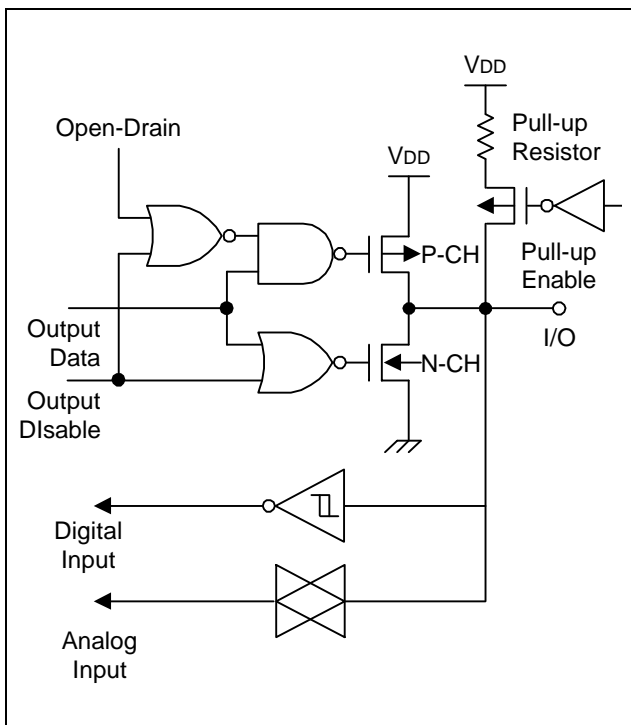 VDD
Open-Drain
Pull-up
Resistor
VDD
P-CH
Pull-up
Enable
Output
Data
I/O
N-CH
Output
DIsable
Digital
Input
Analog
Input